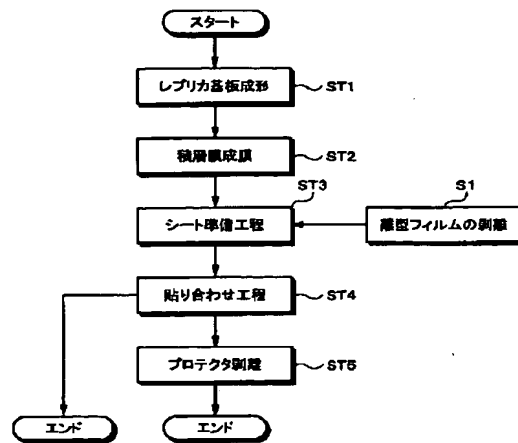 スタート
レプリカ基板成形
ST1
積層膜成膜
ST2
ST3
シート準備工程
S1
離型フィルムの剥離
貼り合わせ工程
ST4
プロテクタ剥離
ST5
エンド
エンド